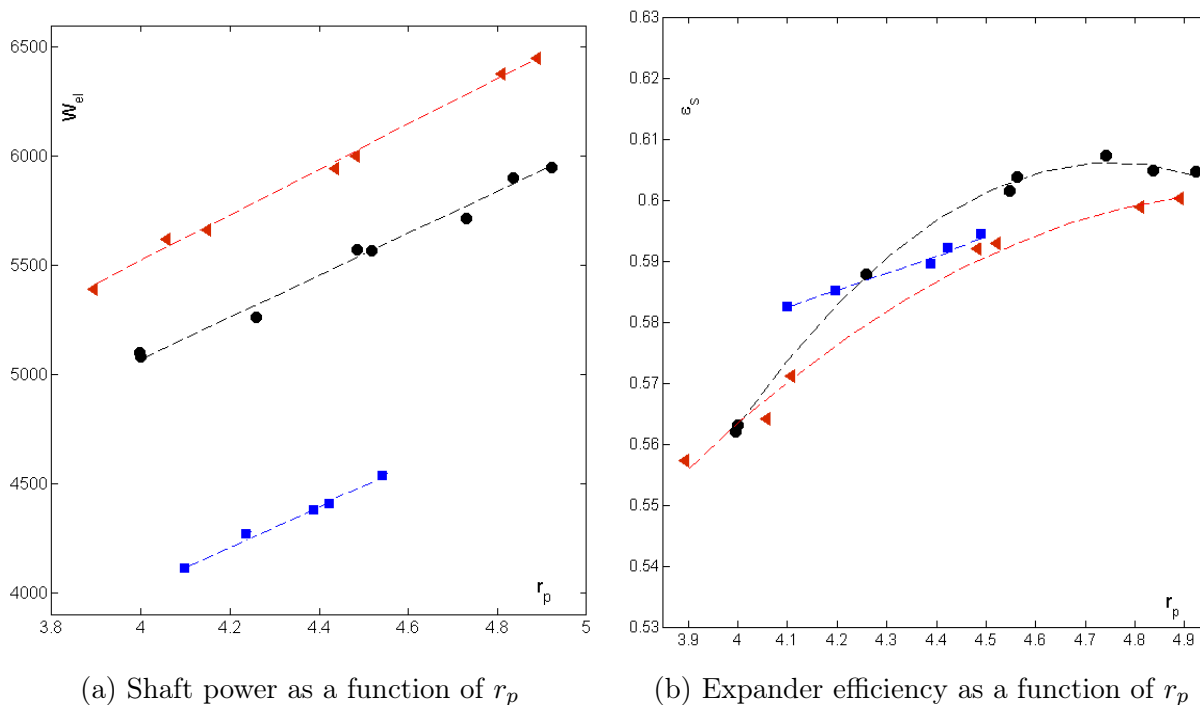 6500
6000
5500
5000
4500
4000
3.8 4 4.2 4.4 4.6 4.8 5
W_el
r_p
(a) Shaft power as a function of r_p
0.63
0.62
0.61
0.6
0.59
0.58
0.57
0.56
0.55
0.54
0.53
3.9 4 4.1 4.2 4.3 4.4 4.5 4.6 4.7 4.8 4.9
ε_s
r_p
(b) Expander efficiency as a function of r_p